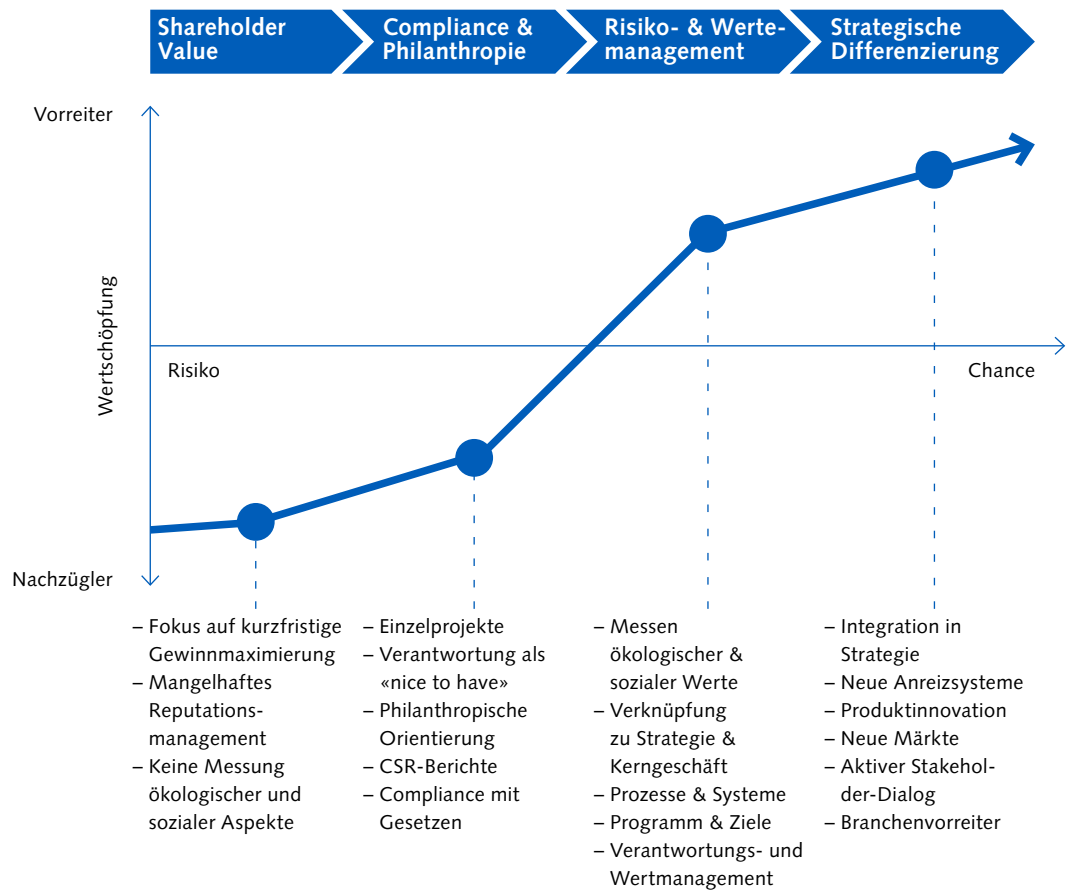 Shareholder
Value
Compliance &
Philanthropie
Risiko- & Werte-
management
Strategische
Differenzierung
Vorreiter
Wertschöpfung
Risiko
Chance
Nachzügler
– Fokus auf kurzfristige
Gewinnmaximierung
– Mangelhaftes
Reputations-
management
– Keine Messung
ökologischer und
sozialer Aspekte
– Einzelprojekte
– Verantwortung als
«nice to have»
– Philanthropische
Orientierung
– CSR-Berichte
– Compliance mit
Gesetzen
– Messen
ökologischer &
sozialer Werte
– Verknüpfung
zu Strategie &
Kerngeschäft
– Prozesse & Systeme
– Programm & Ziele
– Verantwortungs- und
Wertmanagement
– Integration in
Strategie
– Neue Anreizsysteme
– Produktinnovation
– Neue Märkte
– Aktiver Stakehol-
der-Dialog
– Branchenvorreiter